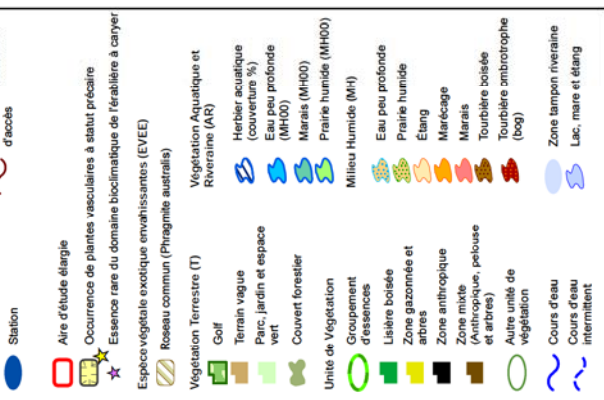 Station
d'accès
Aire d'étude élargie
Occurrence de plantes vasculaires à statut précaire
Essence rare du domaine bioclimatique de l'érablière à caryer
Espèce végétale exotique envahissantes (EVEE)
Roseau commun (Phragmite australis)
Végétation Terrestre (T)
Golf
Terrain vague
Parc, jardin et espace
vert
Couvert forestier
Unité de Végétation
Groupement
d'essences
Lisière boisée
Zone gazonnée et
arbres
Zone anthropique
Zone mixte
(Anthropique, pelouse
et arbres)
Autre unité de
végétation
Cours d'eau
Cours d'eau
intermittent
Végétation Aquatique et
Riveraine (AR)
Herbier acuatique
(couverture %)
Eau peu profonde
(MH00)
Marais (MH00)
Prairie humide (MH00)
Milieu Humide (MH)
Eau peu profonde
Prairie humide
Étang
Marécage
Marais
Tourbière boisée
Tourbière ombrotrophe
(bog)
Zone tampon riveraine
Lac, mare et étang